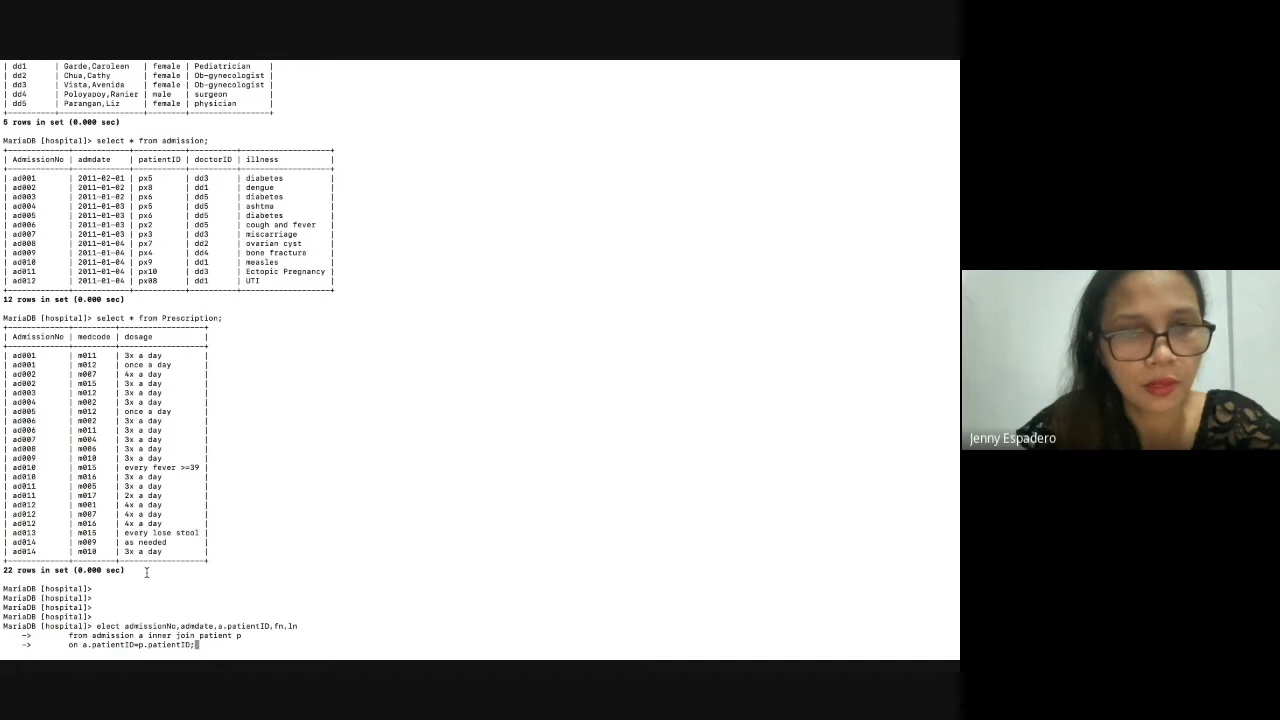 | dd1 | Garde,Caroleen | female | Pediatrician |
| dd2 | Chua,Cathy | female | Ob-gynecologist |
| dd3 | Vista,Avenida | female | Ob-gynecologist |
| dd4 | Poloyapoy,Ranier | male | surgeon |
| dd5 | Parangan,Liz | female | physician |
5 rows in set (0.000 sec)
MariaDB [hospital]> select * from admission;
| AdmissionNo | admdate | patientID | doctorID | illness |
| ad001 | 2011-02-01 | px5 | dd3 | diabetes |
| ad002 | 2011-01-02 | px8 | dd1 | dengue |
| ad003 | 2011-01-02 | px6 | dd5 | diabetes |
| ad004 | 2011-01-03 | px5 | dd5 | ashtma |
| ad005 | 2011-01-03 | px6 | dd5 | diabetes |
| ad006 | 2011-01-03 | px2 | dd5 | cough and fever |
| ad007 | 2011-01-03 | px3 | dd3 | miscarriage |
| ad008 | 2011-01-04 | px7 | dd2 | ovarian cyst |
| ad009 | 2011-01-04 | px4 | dd4 | bone fracture |
| ad010 | 2011-01-04 | px9 | dd1 | measles |
| ad011 | 2011-01-04 | px10 | dd3 | Ectopic Pregnancy |
| ad012 | 2011-01-04 | px08 | dd1 | UTI |
12 rows in set (0.000 sec)
MariaDB [hospital]> select * from Prescription;
| AdmissionNo | medcode | dosage |
| ad001 | m011 | 3x a day |
| ad001 | m012 | once a day |
| ad002 | m007 | 4x a day |
| ad002 | m015 | 3x a day |
| ad003 | m012 | 3x a day |
| ad004 | m002 | 3x a day |
| ad005 | m012 | once a day |
| ad006 | m002 | 3x a day |
| ad006 | m011 | 3x a day |
| ad007 | m004 | 3x a day |
| ad008 | m006 | 3x a day |
| ad009 | m010 | 3x a day |
| ad010 | m015 | every fever >=39 |
| ad010 | m016 | 3x a day |
| ad011 | m005 | 3x a day |
| ad011 | m017 | 2x a day |
| ad012 | m001 | 4x a day |
| ad012 | m007 | 4x a day |
| ad012 | m016 | 4x a day |
| ad013 | m015 | every lose stool |
| ad014 | m009 | as needed |
| ad014 | m010 | 3x a day |
22 rows in set (0.000 sec)
MariaDB [hospital]>
MariaDB [hospital]>
MariaDB [hospital]>
MariaDB [hospital]>
MariaDB [hospital]> elect admissionNo,admdate,a.patientID,fn,ln
-> from admission a inner join patient p
-> on a.patientID=p.patientID;
Jenny Espadero